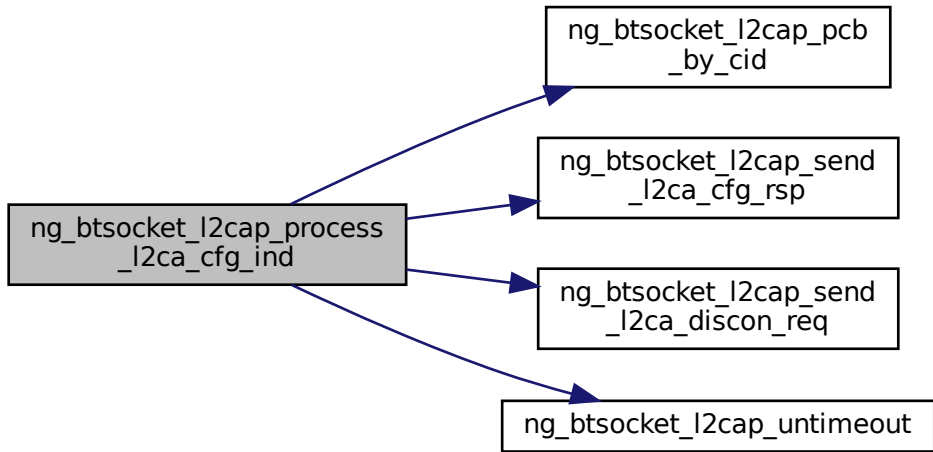 ng_btsocket_l2cap_pcb
_by_cid
ng_btsocket_l2cap_send
_l2ca_cfg_rsp
ng_btsocket_l2cap_process
_l2ca_cfg_ind
ng_btsocket_l2cap_send
_l2ca_discon_req
ng_btsocket_l2cap_untimeout